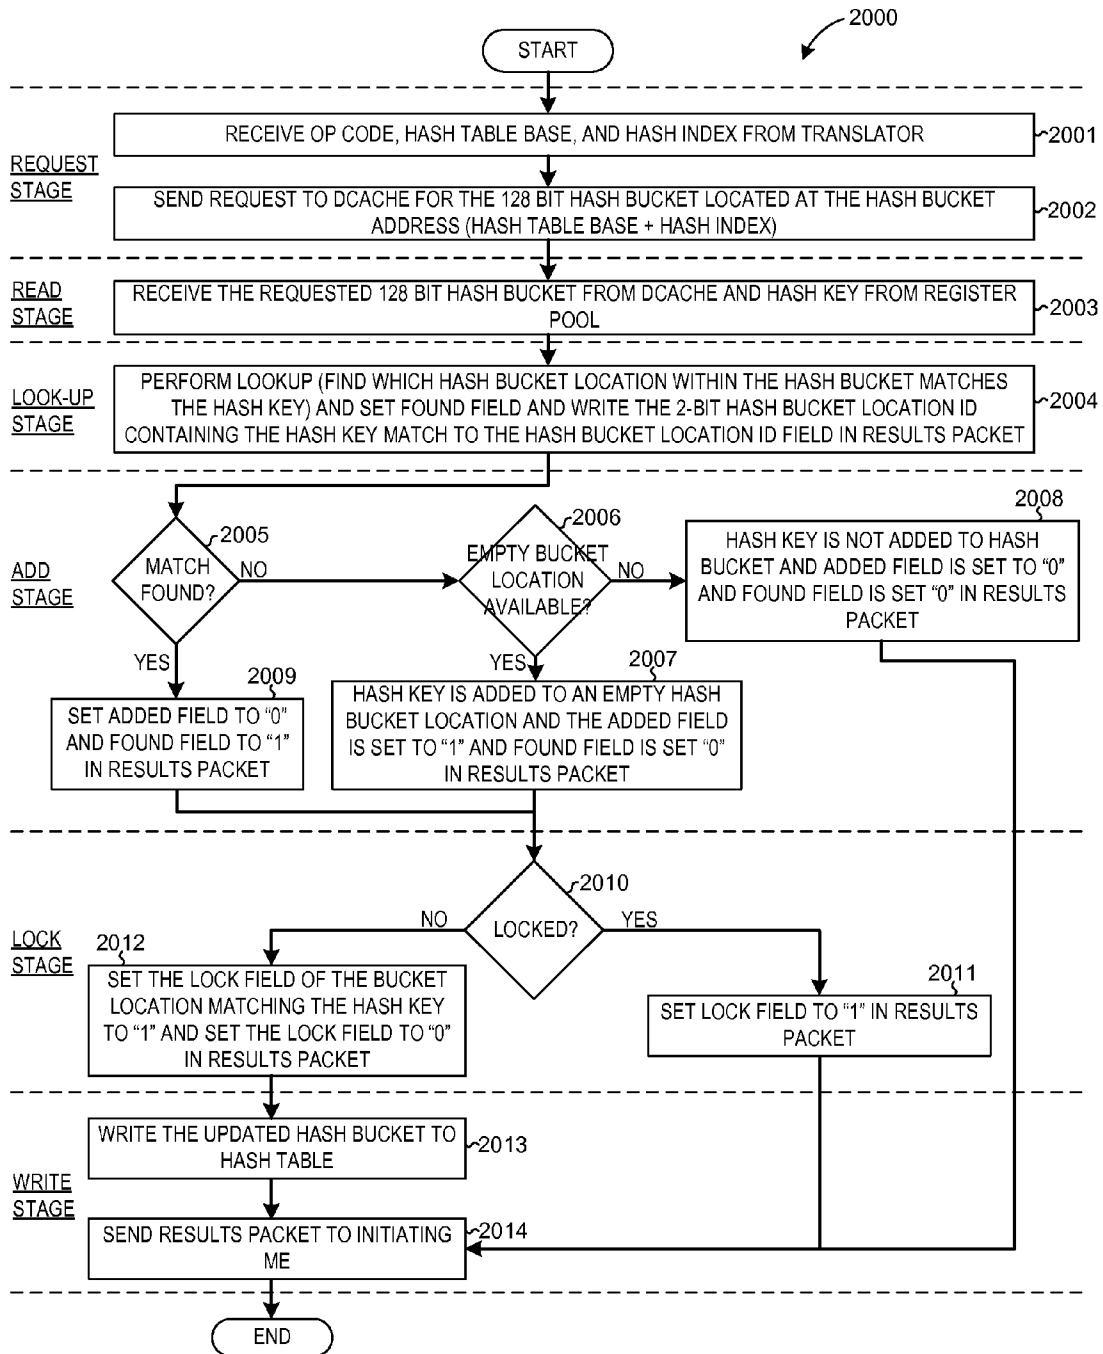 2000
START
RECEIVE OP CODE, HASH TABLE BASE, AND HASH INDEX FROM TRANSLATOR
2001
REQUEST
STAGE
SEND REQUEST TO DCACHE FOR THE 128 BIT HASH BUCKET LOCATED AT THE HASH BUCKET
ADDRESS (HASH TABLE BASE + HASH INDEX)
2002
READ
STAGE
RECEIVE THE REQUESTED 128 BIT HASH BUCKET FROM DCACHE AND HASH KEY FROM REGISTER
POOL
2003
LOOK-UP
STAGE
PERFORM LOOKUP (FIND WHICH HASH BUCKET LOCATION WITHIN THE HASH BUCKET MATCHES
THE HASH KEY) AND SET FOUND FIELD AND WRITE THE 2-BIT HASH BUCKET LOCATION ID
CONTAINING THE HASH KEY MATCH TO THE HASH BUCKET LOCATION ID FIELD IN RESULTS PACKET
2004
ADD
STAGE
2005
MATCH
FOUND?
NO
YES
2006
EMPTY BUCKET
LOCATION
AVAILABLE?
NO
YES
2008
HASH KEY IS NOT ADDED TO HASH
BUCKET AND ADDED FIELD IS SET TO “0”
AND FOUND FIELD IS SET “0” IN RESULTS
PACKET
2009
SET ADDED FIELD TO “0”
AND FOUND FIELD TO “1”
IN RESULTS PACKET
2007
HASH KEY IS ADDED TO AN EMPTY HASH
BUCKET LOCATION AND THE ADDED FIELD
IS SET TO “1” AND FOUND FIELD IS SET “0”
IN RESULTS PACKET
LOCK
STAGE
2010
LOCKED?
NO
YES
2012
SET THE LOCK FIELD OF THE BUCKET
LOCATION MATCHING THE HASH KEY
TO “1” AND SET THE LOCK FIELD TO “0”
IN RESULTS PACKET
2011
SET LOCK FIELD TO “1” IN RESULTS
PACKET
WRITE
STAGE
WRITE THE UPDATED HASH BUCKET TO
HASH TABLE
2013
SEND RESULTS PACKET TO INITIATING
ME
2014
END